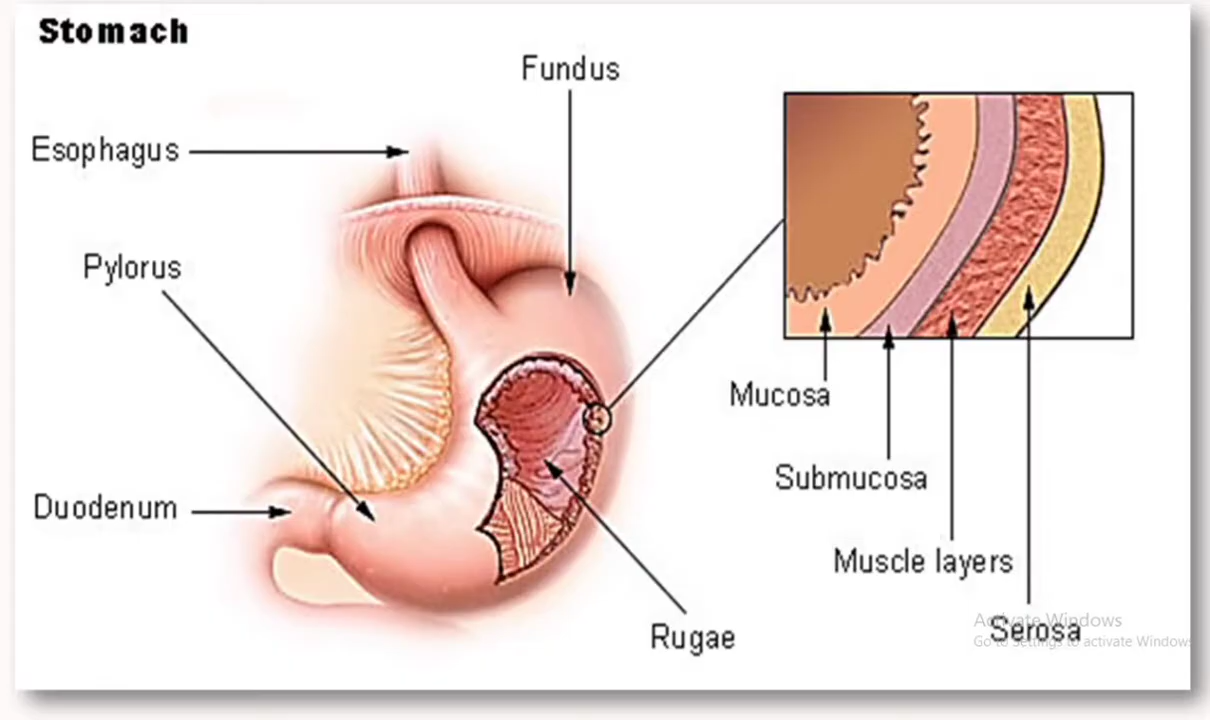 Stomach
Fundus
Esophagus
Pylorus
Mucosa
Submucosa
Duodenum
Muscle layers
Rugae
Serosa
Activate Windows
Go to Settings to activate Windows